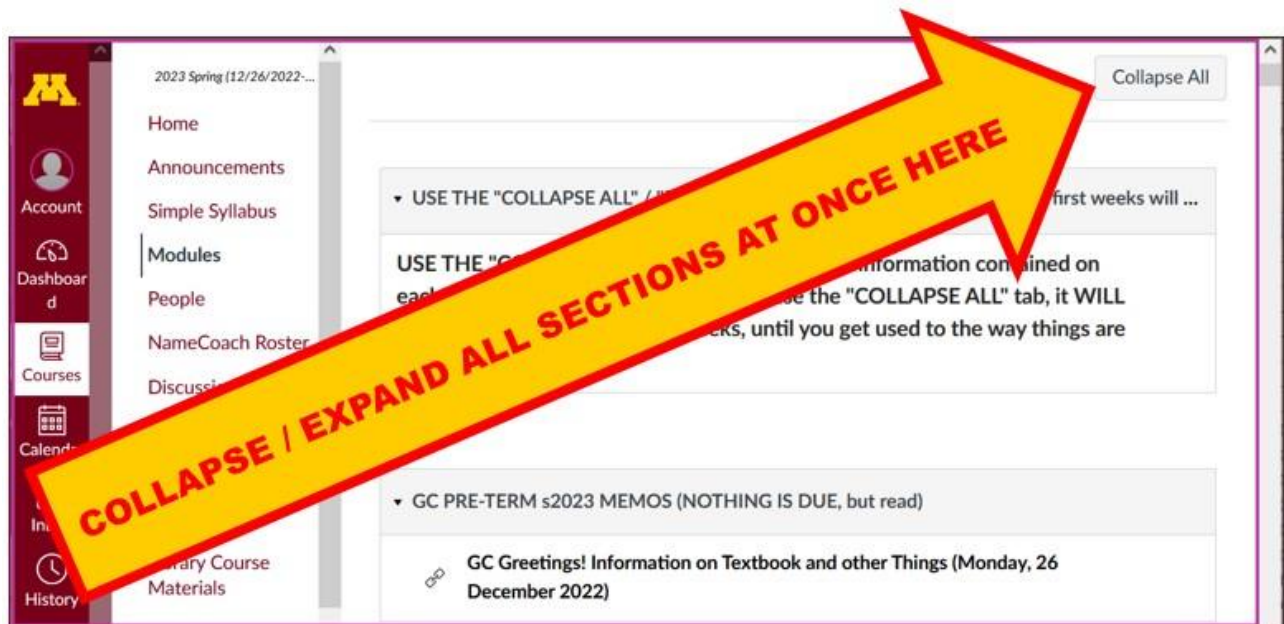 M
2023 Spring (12/26/2022-...
Account
Dashboar
d
Courses
History
Home
Announcements
Simple Syllabus
Modules
People
NameCoach Roster
Course
Materials
Collapse All
COLLAPSE / EXPAND ALL SECTIONS AT ONCE HERE
▾ USE THE "COLLAPSE ALL" / first weeks will ...
USE THE contained on
the "COLLAPSE ALL" tab, it WILL
until you get used to the way things are
▾ GC PRE-TERM s2023 MEMOS (NOTHING IS DUE, but read)
GC Greetings! Information on Textbook and other Things (Monday, 26
December 2022)